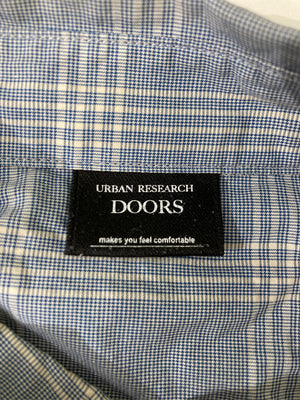 URBAN RESEARCH
DOORS
makes you feel comfortable